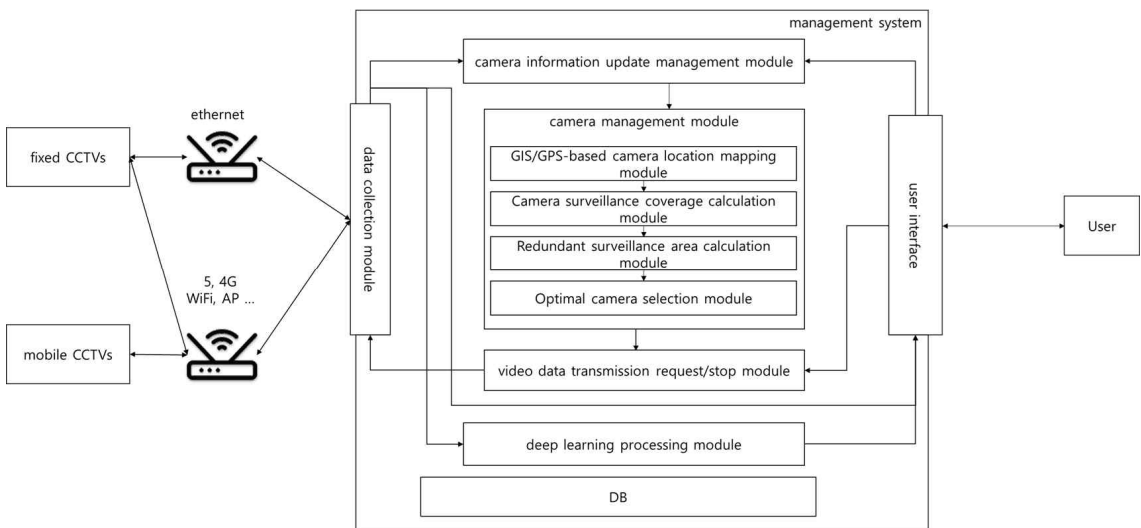 management system
camera information update management module
ethernet
camera management module
fixed CCTVs
GIS/GPS-based camera location mapping
module
data collection module
Camera surveillance coverage calculation
module
user interface
User
Redundant surveillance area calculation
module
5, 4G
WiFi, AP ...
Optimal camera selection module
mobile CCTVs
video data transmission request/stop module
deep learning processing module
DB